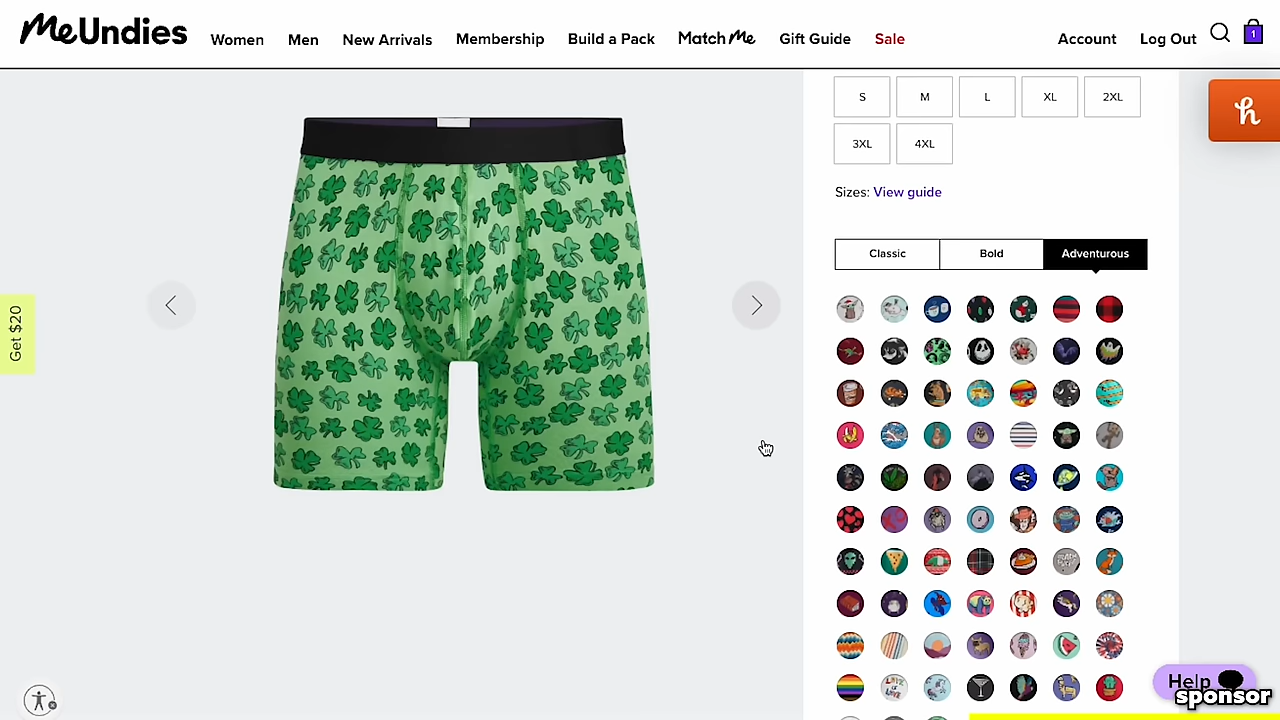 MeUndies
Women Men New Arrivals Membership Build a Pack Match Me Gift Guide Sale
Account Log Out 1
S M L XL 2XL
3XL 4XL
Sizes: View guide
Classic Bold Adventurous
Get $20
Help
sponsor